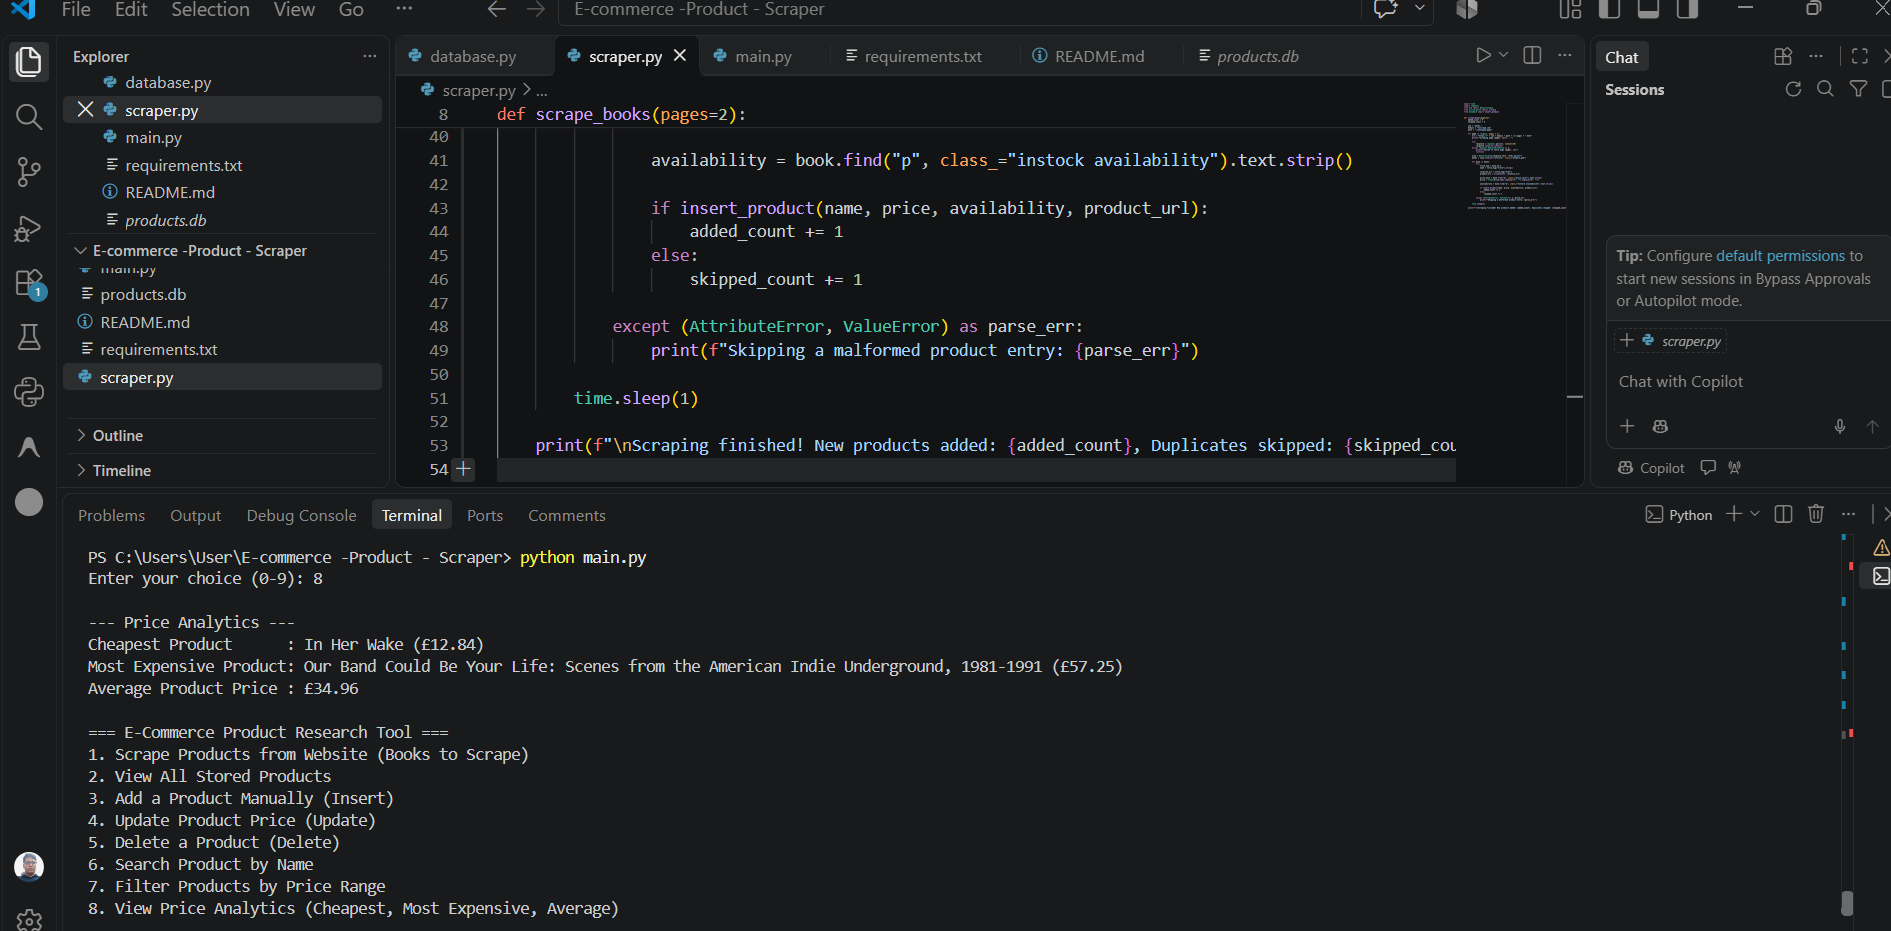 File Edit Selection View Go ···
E-commerce -Product - Scraper
Explorer
database.py
scraper.py
main.py
requirements.txt
README.md
products.db
E-commerce -Product - Scraper
main.py
products.db
README.md
requirements.txt
scraper.py
Outline
Timeline
1
database.py scraper.py main.py requirements.txt README.md products.db
scraper.py > ...
8 def scrape_books(pages=2):
40
41 availability = book.find("p", class_="instock availability").text.strip()
42
43 if insert_product(name, price, availability, product_url):
44 added_count += 1
45 else:
46 skipped_count += 1
47
48 except (AttributeError, ValueError) as parse_err:
49 print(f"Skipping a malformed product entry: {parse_err}")
50
51 time.sleep(1)
52
53 print(f"\nScraping finished! New products added: {added_count}, Duplicates skipped: {skipped_cou
54
Chat
Sessions
Tip: Configure default permissions to
start new sessions in Bypass Approvals
or Autopilot mode.
scraper.py
Chat with Copilot
Copilot
Problems Output Debug Console Terminal Ports Comments
Python
PS C:\Users\User\E-commerce -Product - Scraper> python main.py
Enter your choice (0-9): 8
--- Price Analytics ---
Cheapest Product : In Her Wake (£12.84)
Most Expensive Product: Our Band Could Be Your Life: Scenes from the American Indie Underground, 1981-1991 (£57.25)
Average Product Price : £34.96
=== E-Commerce Product Research Tool ===
1. Scrape Products from Website (Books to Scrape)
2. View All Stored Products
3. Add a Product Manually (Insert)
4. Update Product Price (Update)
5. Delete a Product (Delete)
6. Search Product by Name
7. Filter Products by Price Range
8. View Price Analytics (Cheapest, Most Expensive, Average)